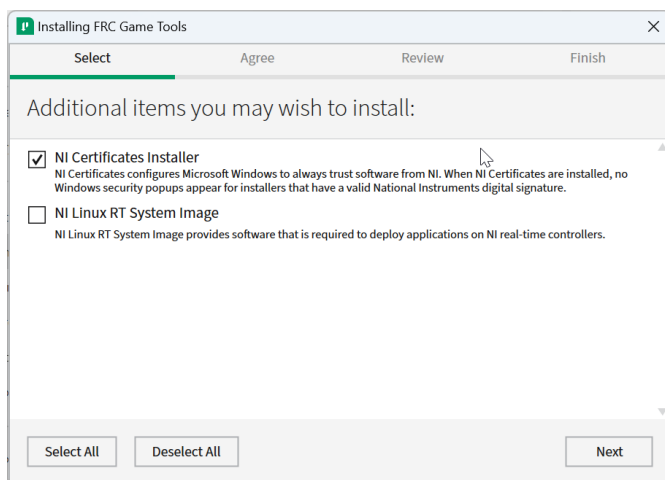 Installing FRC Game Tools
Select
Agree
Review
Finish
Additional items you may wish to install:
NI Certificates Installer
NI Certificates configures Microsoft Windows to always trust software from NI. When NI Certificates are installed, no
Windows security popups appear for installers that have a valid National Instruments digital signature.
NI Linux RT System Image
NI Linux RT System Image provides software that is required to deploy applications on NI real-time controllers.
Select All
Deselect All
Next